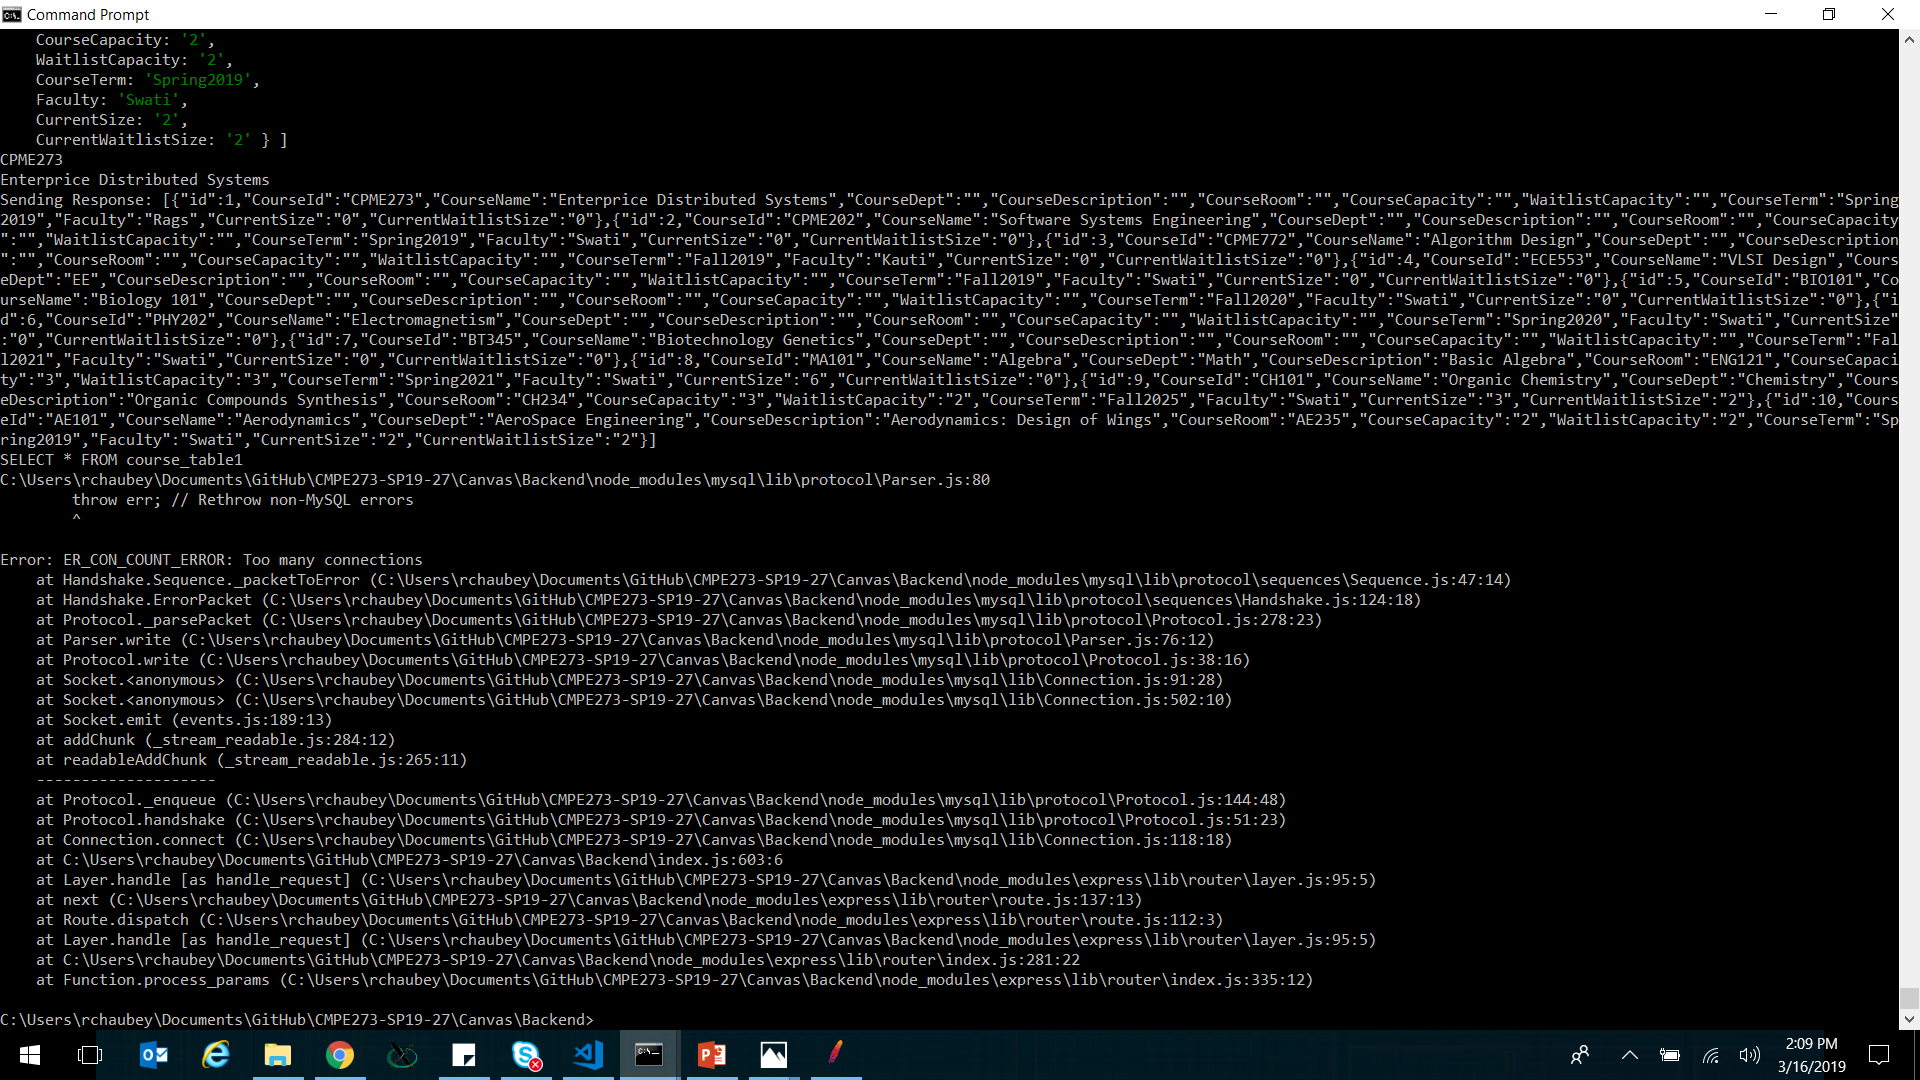 Command Prompt
    CourseCapacity: '2',
    WaitlistCapacity: '2',
    CourseTerm: 'Spring2019',
    Faculty: 'Swati',
    CurrentSize: '2',
    CurrentWaitlistSize: '2' } ]
CPME273
Enterprice Distributed Systems
Sending Response: [{"id":1,"CourseId":"CPME273","CourseName":"Enterprice Distributed Systems","CourseDept":"","CourseDescription":"","CourseRoom":"","CourseCapacity":"","WaitlistCapacity":"","CourseTerm":"Spring
2019","Faculty":"Rags","CurrentSize":"0","CurrentWaitlistSize":"0"},{"id":2,"CourseId":"CPME202","CourseName":"Software Systems Engineering","CourseDept":"","CourseDescription":"","CourseRoom":"","CourseCapacity
":"","WaitlistCapacity":"","CourseTerm":"Spring2019","Faculty":"Swati","CurrentSize":"0","CurrentWaitlistSize":"0"},{"id":3,"CourseId":"CPME772","CourseName":"Algorithm Design","CourseDept":"","CourseDescription
":"","CourseRoom":"","CourseCapacity":"","WaitlistCapacity":"","CourseTerm":"Fall2019","Faculty":"Kauti","CurrentSize":"0","CurrentWaitlistSize":"0"},{"id":4,"CourseId":"ECE553","CourseName":"VLSI Design","Cours
eDept":"EE","CourseDescription":"","CourseRoom":"","CourseCapacity":"","WaitlistCapacity":"","CourseTerm":"Fall2019","Faculty":"Swati","CurrentSize":"0","CurrentWaitlistSize":"0"},{"id":5,"CourseId":"BIO101","Co
urseName":"Biology 101","CourseDept":"","CourseDescription":"","CourseRoom":"","CourseCapacity":"","WaitlistCapacity":"","CourseTerm":"Fall2020","Faculty":"Swati","CurrentSize":"0","CurrentWaitlistSize":"0"},{"i
d":6,"CourseId":"PHY202","CourseName":"Electromagnetism","CourseDept":"","CourseDescription":"","CourseRoom":"","CourseCapacity":"","WaitlistCapacity":"","CourseTerm":"Spring2020","Faculty":"Swati","CurrentSize"
:"0","CurrentWaitlistSize":"0"},{"id":7,"CourseId":"BT345","CourseName":"Biotechnology Genetics","CourseDept":"","CourseDescription":"","CourseRoom":"","CourseCapacity":"","WaitlistCapacity":"","CourseTerm":"Fal
l2021","Faculty":"Swati","CurrentSize":"0","CurrentWaitlistSize":"0"},{"id":8,"CourseId":"MA101","CourseName":"Algebra","CourseDept":"Math","CourseDescription":"Basic Algebra","CourseRoom":"ENG121","CourseCapaci
ty":"3","WaitlistCapacity":"3","CourseTerm":"Spring2021","Faculty":"Swati","CurrentSize":"6","CurrentWaitlistSize":"0"},{"id":9,"CourseId":"CH101","CourseName":"Organic Chemistry","CourseDept":"Chemistry","Cours
eDescription":"Organic Compounds Synthesis","CourseRoom":"CH234","CourseCapacity":"3","WaitlistCapacity":"2","CourseTerm":"Fall2025","Faculty":"Swati","CurrentSize":"3","CurrentWaitlistSize":"2"},{"id":10,"Cours
eId":"AE101","CourseName":"Aerodynamics","CourseDept":"AeroSpace Engineering","CourseDescription":"Aerodynamics: Design of Wings","CourseRoom":"AE235","CourseCapacity":"2","WaitlistCapacity":"2","CourseTerm":"Sp
ring2019","Faculty":"Swati","CurrentSize":"2","CurrentWaitlistSize":"2"}]
SELECT * FROM course_table1
C:\Users\rchaubey\Documents\GitHub\CMPE273-SP19-27\Canvas\Backend\node_modules\mysql\lib\protocol\Parser.js:80
        throw err; // Rethrow non-MySQL errors
        ^
Error: ER_CON_COUNT_ERROR: Too many connections
    at Handshake.Sequence._packetToError (C:\Users\rchaubey\Documents\GitHub\CMPE273-SP19-27\Canvas\Backend\node_modules\mysql\lib\protocol\sequences\Sequence.js:47:14)
    at Handshake.ErrorPacket (C:\Users\rchaubey\Documents\GitHub\CMPE273-SP19-27\Canvas\Backend\node_modules\mysql\lib\protocol\sequences\Handshake.js:124:18)
    at Protocol._parsePacket (C:\Users\rchaubey\Documents\GitHub\CMPE273-SP19-27\Canvas\Backend\node_modules\mysql\lib\protocol\Protocol.js:278:23)
    at Parser.write (C:\Users\rchaubey\Documents\GitHub\CMPE273-SP19-27\Canvas\Backend\node_modules\mysql\lib\protocol\Parser.js:76:12)
    at Protocol.write (C:\Users\rchaubey\Documents\GitHub\CMPE273-SP19-27\Canvas\Backend\node_modules\mysql\lib\protocol\Protocol.js:38:16)
    at Socket.<anonymous> (C:\Users\rchaubey\Documents\GitHub\CMPE273-SP19-27\Canvas\Backend\node_modules\mysql\lib\Connection.js:91:28)
    at Socket.<anonymous> (C:\Users\rchaubey\Documents\GitHub\CMPE273-SP19-27\Canvas\Backend\node_modules\mysql\lib\Connection.js:502:10)
    at Socket.emit (events.js:189:13)
    at addChunk (_stream_readable.js:284:12)
    at readableAddChunk (_stream_readable.js:265:11)
    --------------------
    at Protocol._enqueue (C:\Users\rchaubey\Documents\GitHub\CMPE273-SP19-27\Canvas\Backend\node_modules\mysql\lib\protocol\Protocol.js:144:48)
    at Protocol.handshake (C:\Users\rchaubey\Documents\GitHub\CMPE273-SP19-27\Canvas\Backend\node_modules\mysql\lib\protocol\Protocol.js:51:23)
    at Connection.connect (C:\Users\rchaubey\Documents\GitHub\CMPE273-SP19-27\Canvas\Backend\node_modules\mysql\lib\Connection.js:118:18)
    at C:\Users\rchaubey\Documents\GitHub\CMPE273-SP19-27\Canvas\Backend\index.js:603:6
    at Layer.handle [as handle_request] (C:\Users\rchaubey\Documents\GitHub\CMPE273-SP19-27\Canvas\Backend\node_modules\express\lib\router\layer.js:95:5)
    at next (C:\Users\rchaubey\Documents\GitHub\CMPE273-SP19-27\Canvas\Backend\node_modules\express\lib\router\route.js:137:13)
    at Route.dispatch (C:\Users\rchaubey\Documents\GitHub\CMPE273-SP19-27\Canvas\Backend\node_modules\express\lib\router\route.js:112:3)
    at Layer.handle [as handle_request] (C:\Users\rchaubey\Documents\GitHub\CMPE273-SP19-27\Canvas\Backend\node_modules\express\lib\router\layer.js:95:5)
    at C:\Users\rchaubey\Documents\GitHub\CMPE273-SP19-27\Canvas\Backend\node_modules\express\lib\router\index.js:281:22
    at Function.process_params (C:\Users\rchaubey\Documents\GitHub\CMPE273-SP19-27\Canvas\Backend\node_modules\express\lib\router\index.js:335:12)
C:\Users\rchaubey\Documents\GitHub\CMPE273-SP19-27\Canvas\Backend>
2:09 PM
3/16/2019